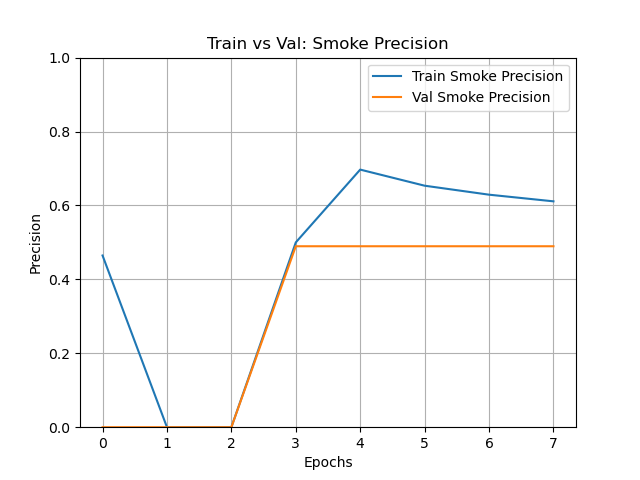 Train vs Val: Smoke Precision
Train Smoke Precision
Val Smoke Precision
Precision
1.0
0.8
0.6
0.4
0.2
0.0
0 1 2 3 4 5 6 7
Epochs